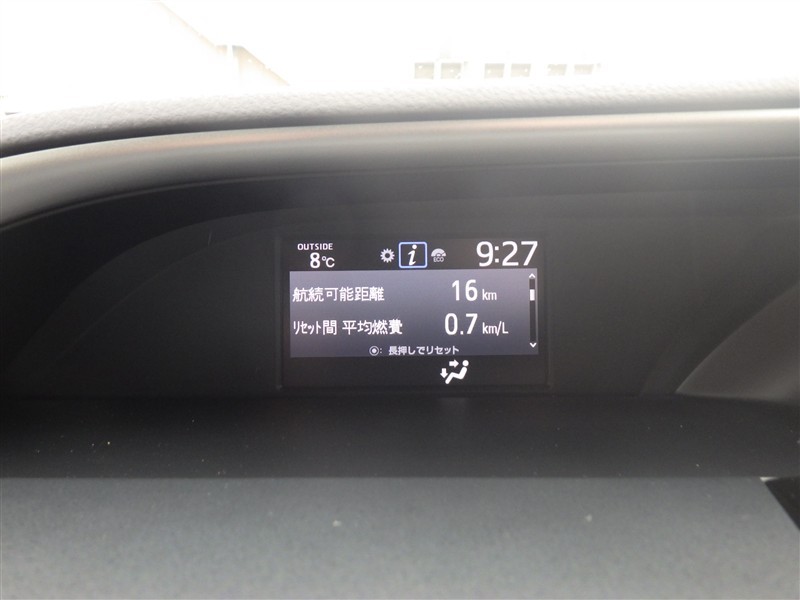 OUTSIDE
8℃
i
ECO
9:27
航続可能距離 16 km
リセット間 平均燃費 0.7 km/L
: 長押しでリセット